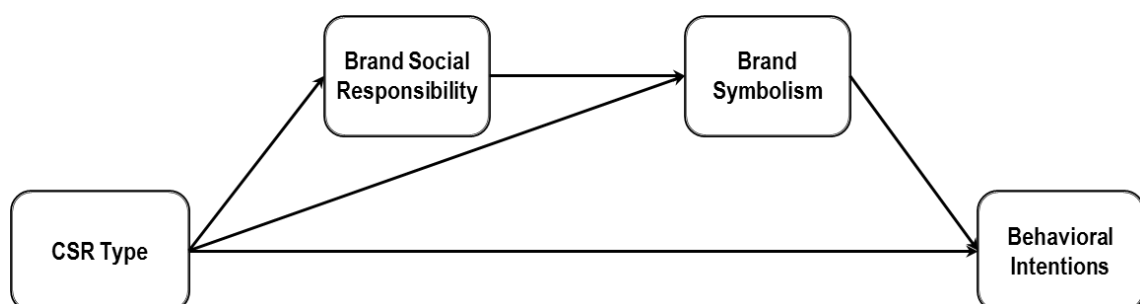 Brand Social
Responsibility
Brand
Symbolism
CSR Type
Behavioral
Intentions